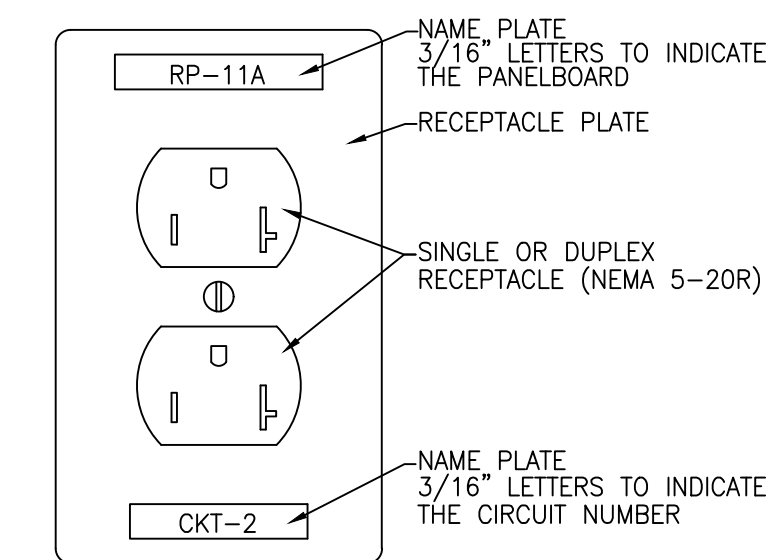 NAME PLATE
3/16” LETTERS TO INDICATE
THE PANELBOARD
RP-11A
RECEPTACLE PLATE
SINGLE OR DUPLEX
RECEPTACLE (NEMA 5-20R)
NAME PLATE
3/16” LETTERS TO INDICATE
THE CIRCUIT NUMBER
CKT-2